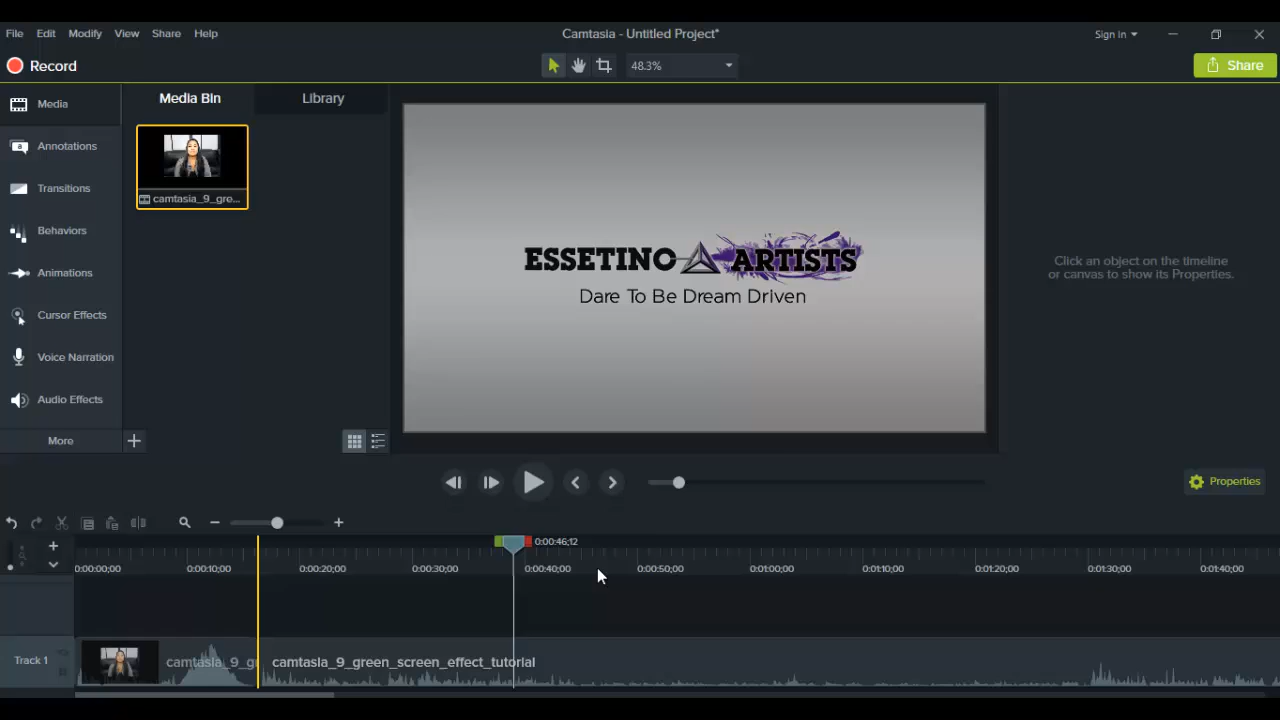 File Edit Modify View Share Help
Camtasia - Untitled Project*
Sign in
Record
48.3%
Share
Media
Media Bin
Library
Annotations
Transitions
Behaviors
Animations
Cursor Effects
Voice Narration
Audio Effects
More
camtasia_9_gre...
ESSETINO ARTISTS
Dare To Be Dream Driven
Click an object on the timeline
or canvas to show its Properties.
Properties
0:00:46;12
0:00:00;00 0:00:10;00 0:00:20;00 0:00:30;00 0:00:40;00 0:00:50;00 0:01:00;00 0:01:10;00 0:01:20;00 0:01:30;00 0:01:40;00
Track 1
camtasia_9_gr
camtasia_9_green_screen_effect_tutorial